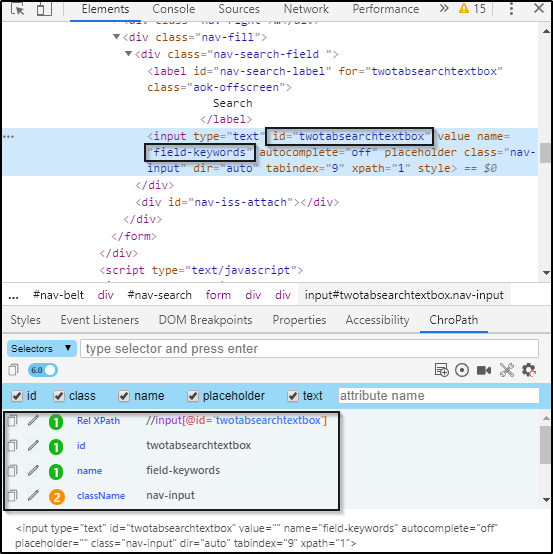 Elements Console Sources Network Performance » 15
<div class="nav-fill">
<div class="nav-search-field ">
<label id="nav-search-label" for="twotabsearchtextbox"
class="aok-offscreen">
Search
</label>
... <input type="text" id="twotabsearchtextbox" value name=
"field-keywords" autocomplete="off" placeholder class="nav-
input" dir="auto" tabindex="9" xpath="1" style> == $0
</div>
<div id="nav-iss-attach"></div>
</div>
</form>
</div>
<script type="text/javascript">
... #nav-belt div #nav-search form div div input#twotabsearchtextbox.nav-input
Styles Event Listeners DOM Breakpoints Properties Accessibility ChroPath
Selectors type selector and press enter
6.0
id class name placeholder text attribute name
1 Rel XPath //input[@id='twotabsearchtextbox']
1 id twotabsearchtextbox
1 name field-keywords
2 className nav-input
<input type="text" id="twotabsearchtextbox" value="" name="field-keywords" autocomplete="off"
placeholder="" class="nav-input" dir="auto" tabindex="9" xpath="1">